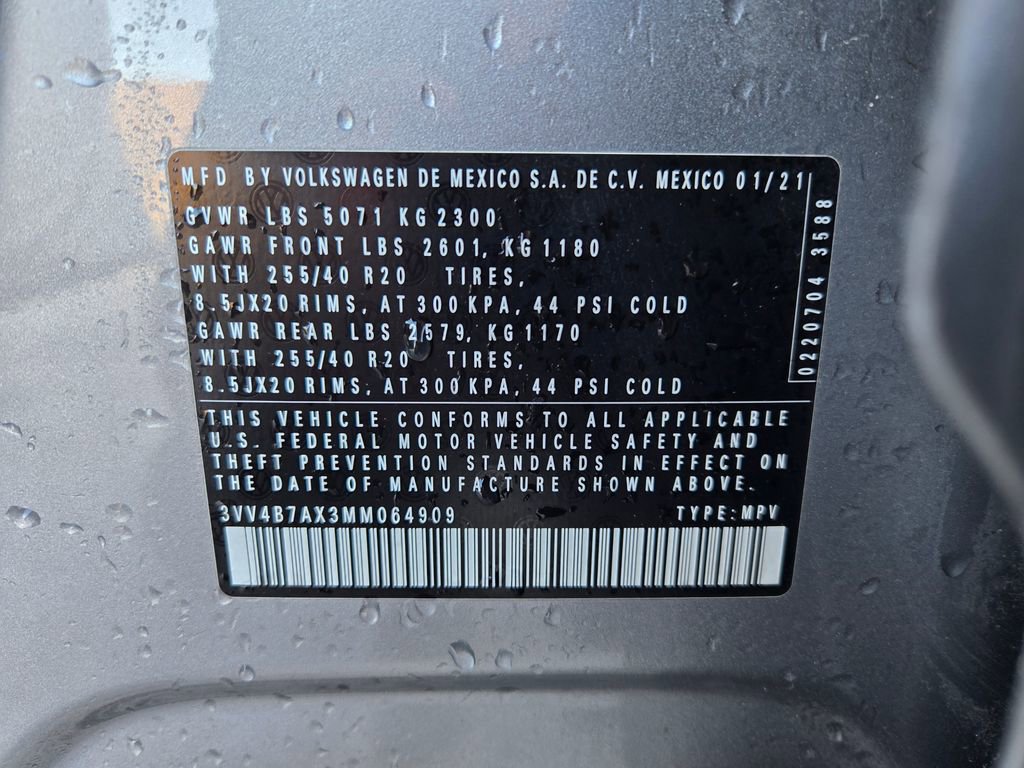 MFD BY VOLKSWAGEN DE MEXICO S.A. DE C.V. MEXICO 01/21
GVWR LBS 5071 KG 2300
GAWR FRONT LBS 2601, KG 1180
WITH 255/40 R20 TIRES,
8.5JX20 RIMS, AT 300 KPA, 44 PSI COLD
GAWR REAR LBS 2579, KG 1170
WITH 255/40 R20 TIRES,
8.5JX20 RIMS, AT 300 KPA, 44 PSI COLD
0220704 3588
THIS VEHICLE CONFORMS TO ALL APPLICABLE
U.S. FEDERAL MOTOR VEHICLE SAFETY AND
THEFT PREVENTION STANDARDS IN EFFECT ON
THE DATE OF MANUFACTURE SHOWN ABOVE.
3VV4B7AX3MM064909 TYPE: MPV